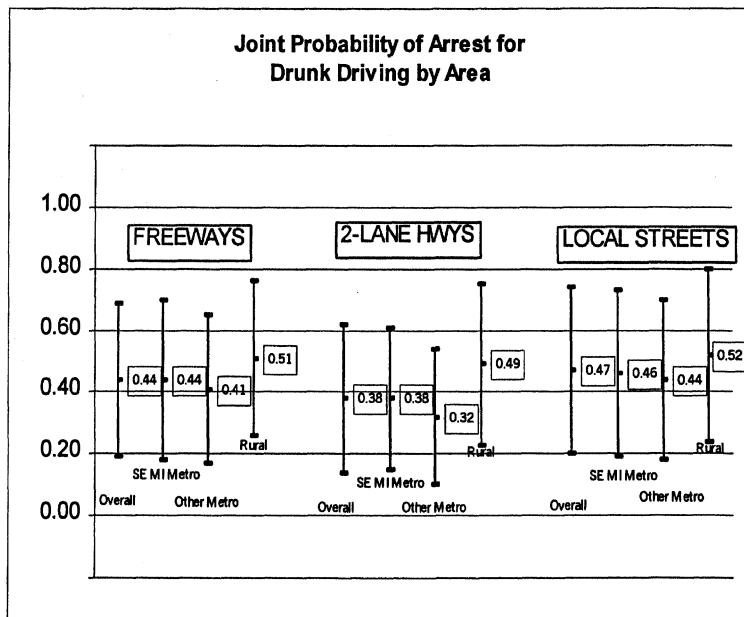 Joint Probability of Arrest for
Drunk Driving by Area
1.00
0.80
0.60
0.40
0.20
0.00
FREEWAYS
0.44
0.44
0.41
0.51
Overall
SE MI Metro
Other Metro
Rural
2-LANE HWYS
0.38
0.38
0.32
0.49
Overall
SE MI Metro
Other Metro
Rural
LOCAL STREETS
0.47
0.46
0.44
0.52
Overall
SE MI Metro
Other Metro
Rural